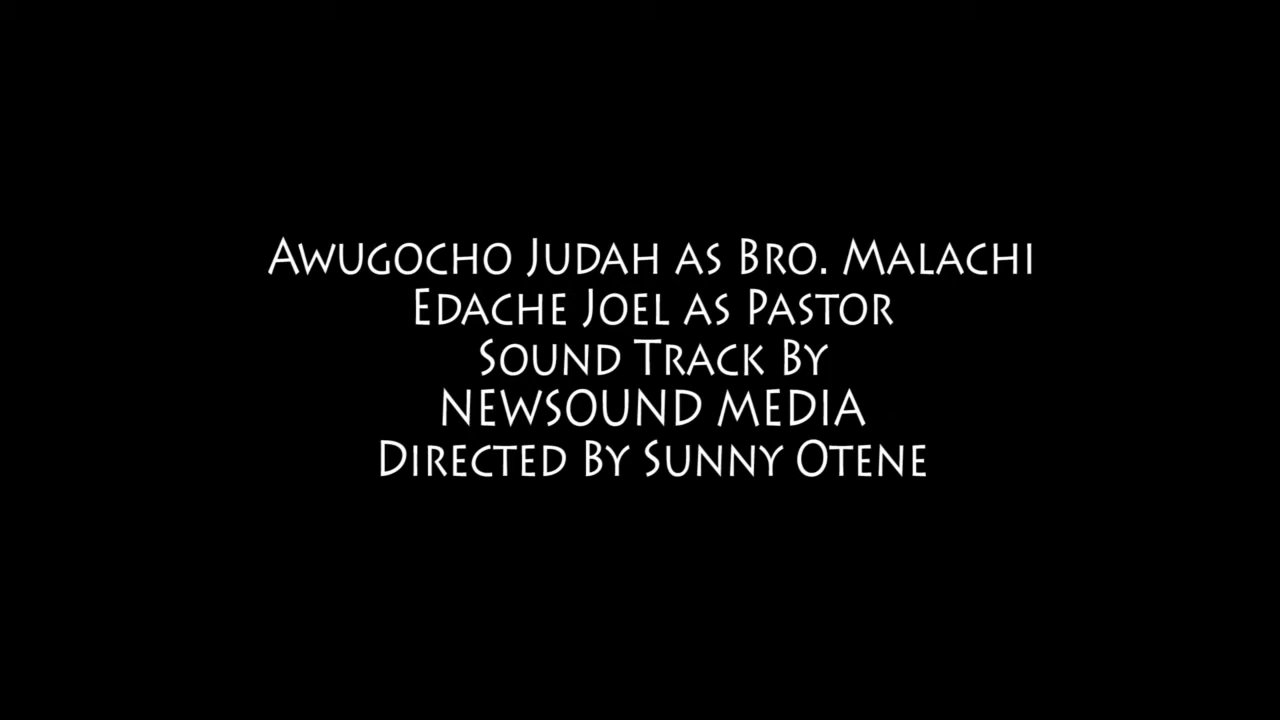 Awugocho Judah as Bro. Malachi
Edache Joel as Pastor
Sound Track By
NEWSOUND MEDIA
Directed By Sunny Otene